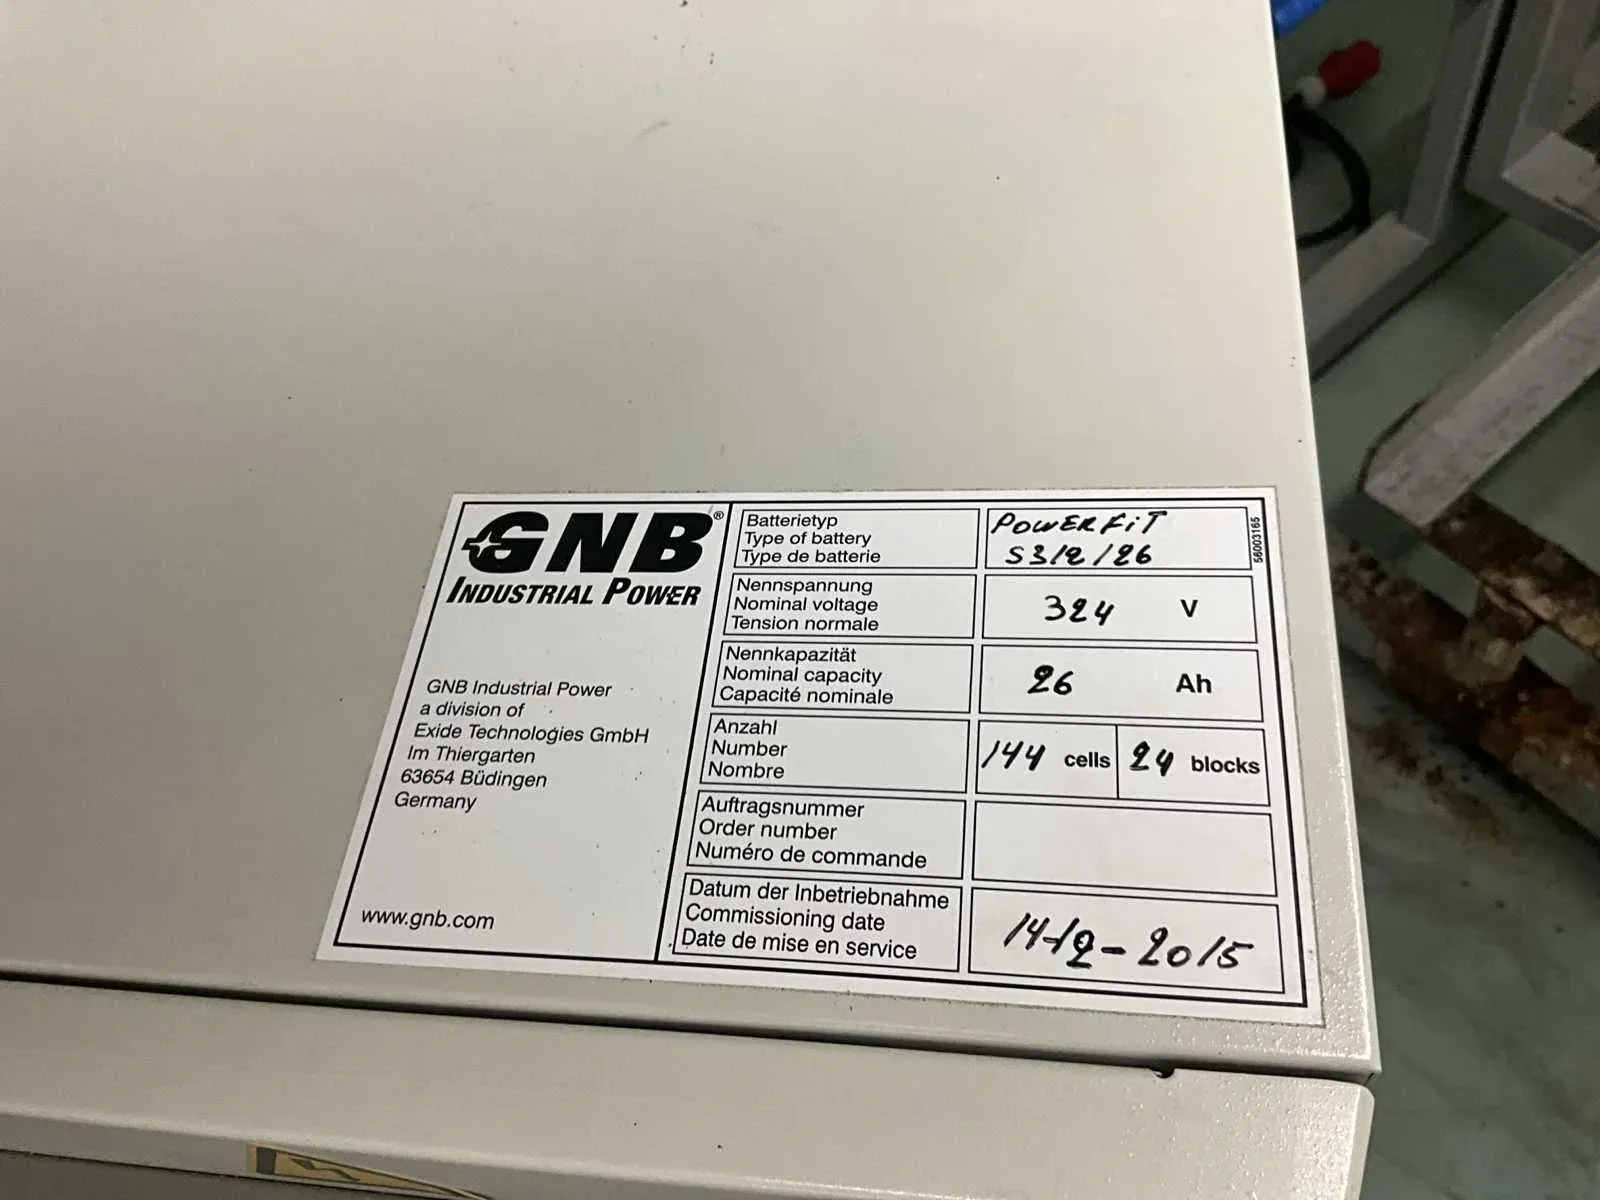 GNB®
INDUSTRIAL POWER
GNB Industrial Power
a division of
Exide Technologies GmbH
Im Thiergarten
63654 Büdingen
Germany
www.gnb.com
Batterietyp
Type of battery
Type de batterie
POWERFiT
S312/26
56003165
Nennspannung
Nominal voltage
Tension normale
324 V
Nennkapazität
Nominal capacity
Capacité nominale
26 Ah
Anzahl
Number
Nombre
144 cells 24 blocks
Auftragsnummer
Order number
Numéro de commande
Datum der Inbetriebnahme
Commissioning date
Date de mise en service
14-12-2015